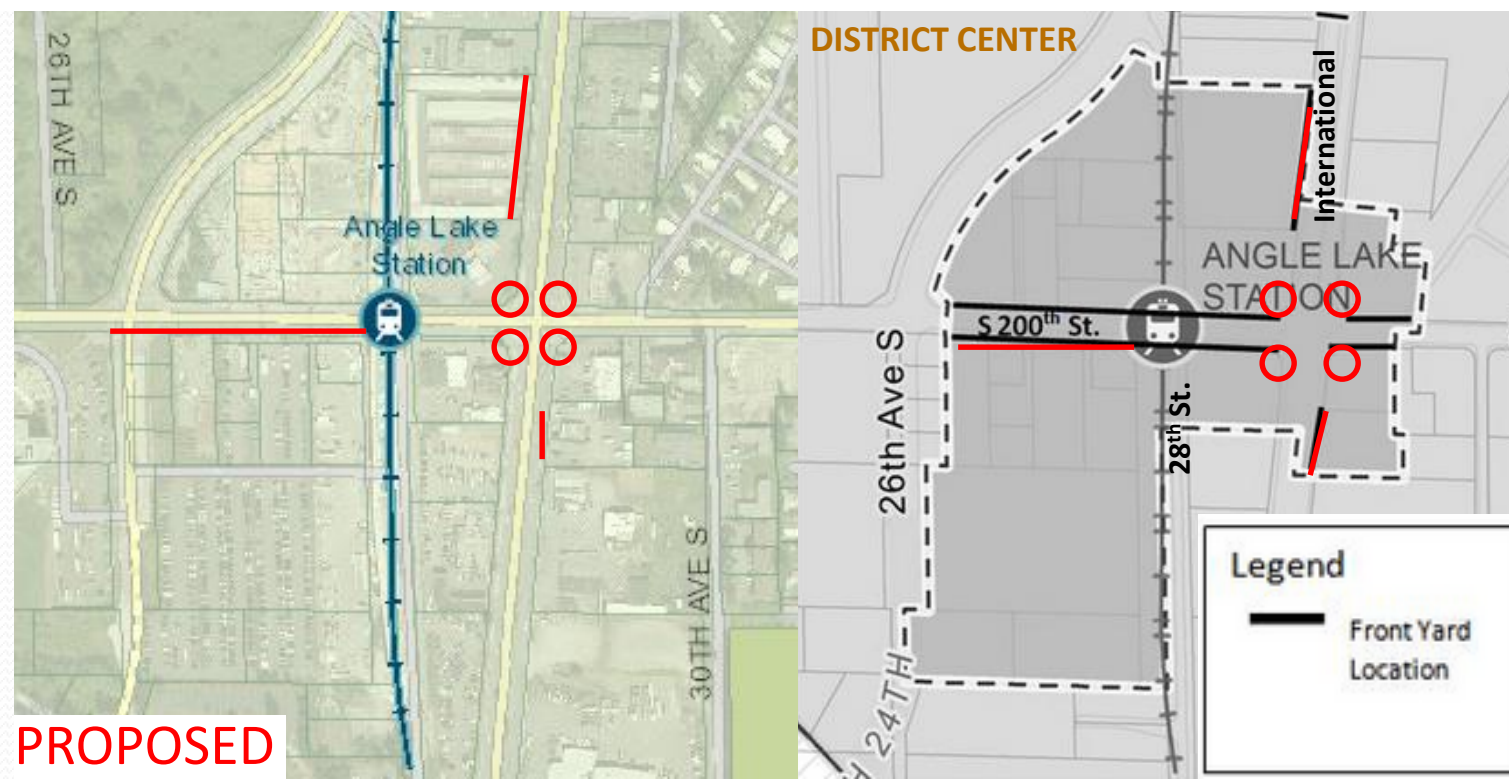 26TH AVE S
Angle Lake
Station
30TH AVE S
PROPOSED
DISTRICT CENTER
International
ANGLE LAKE
STATION
S 200th St.
26th Ave S
28th St.
24TH
Legend
Front Yard
Location